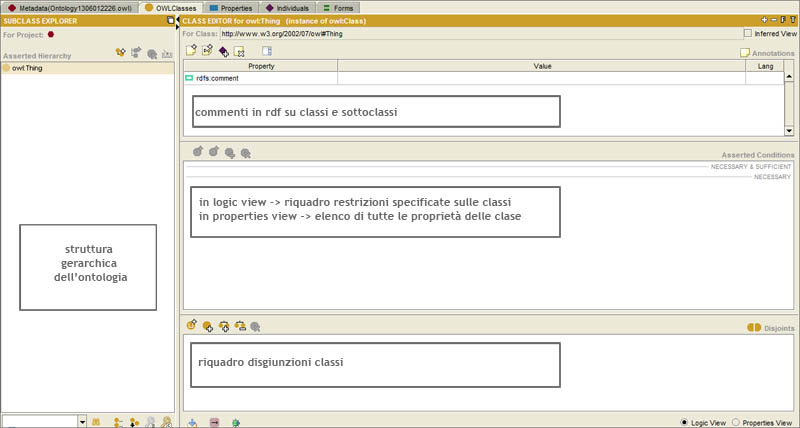 Metadata(Ontology1306012226.owl)
OWLClasses
Properties
Individuals
Forms
SUBCLASS EXPLORER
For Project:
Asserted Hierarchy
owl:Thing
struttura
gerarchica
dell'ontologia
CLASS EDITOR for owl:Thing (instance of owl:Class)
For Class: http://www.w3.org/2002/07/owl#Thing
Inferred View
Annotations
Property Value Lang
rdfs:comment
commenti in rdf su classi e sottoclassi
Asserted Conditions
NECESSARY & SUFFICIENT
NECESSARY
in logic view -> riquadro restrizioni specificate sulle classi
in properties view -> elenco di tutte le proprietà delle clase
Disjoints
riquadro disgiunzioni classi
Logic View
Properties View